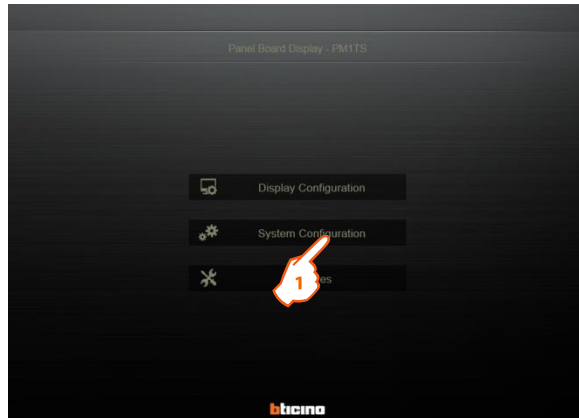 Panel Board Display - PM1TS
Display Configuration
System Configuration
1
bticino